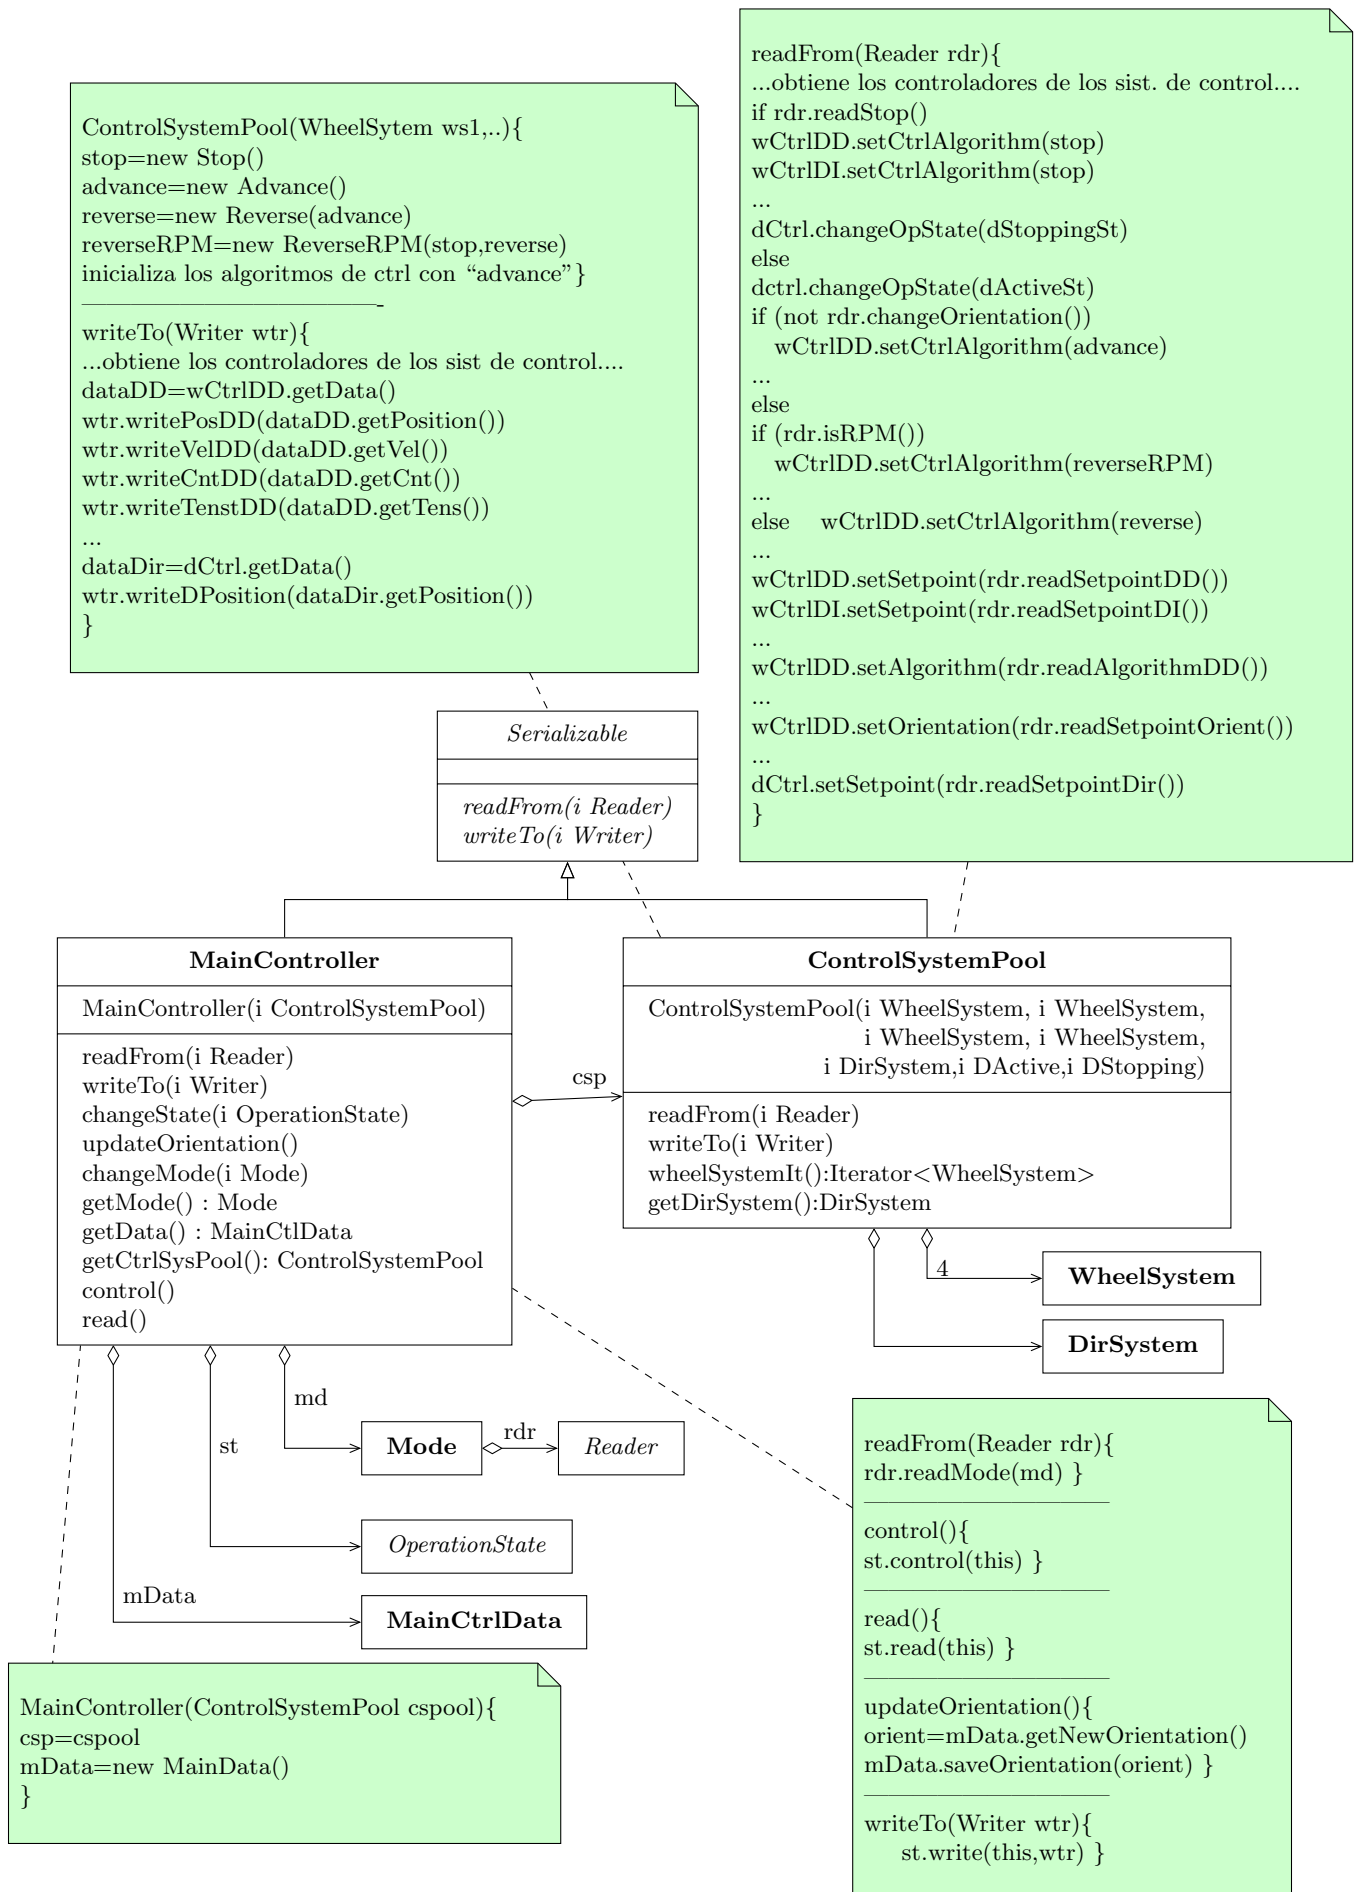 ControlSystemPool(WheelSytem ws1,..){
stop=new Stop()
advance=new Advance()
reverse=new Reverse(advance)
reverseRPM=new ReverseRPM(stop,reverse)
inicializa los algoritmos de ctrl con “advance”}
————————————-
writeTo(Writer wtr){
...obtiene los controladores de los sist de control....
dataDD=wCtrlDD.getData()
wtr.writePosDD(dataDD.getPosition())
wtr.writeVelDD(dataDD.getVel())
wtr.writeCntDD(dataDD.getCnt())
wtr.writeTenstDD(dataDD.getTens())
...
dataDir=dCtrl.getData()
wtr.writeDPosition(dataDir.getPosition())
}
readFrom(Reader rdr){
...obtiene los controladores de los sist. de control....
if rdr.readStop()
wCtrlDD.setCtrlAlgorithm(stop)
wCtrlDI.setCtrlAlgorithm(stop)
...
dCtrl.changeOpState(dStoppingSt)
else
dctrl.changeOpState(dActiveSt)
if (not rdr.changeOrientation())
wCtrlDD.setCtrlAlgorithm(advance)
...
else
if (rdr.isRPM())
wCtrlDD.setCtrlAlgorithm(reverseRPM)
...
else wCtrlDD.setCtrlAlgorithm(reverse)
...
wCtrlDD.setSetpoint(rdr.readSetpointDD())
wCtrlDI.setSetpoint(rdr.readSetpointDI())
...
wCtrlDD.setAlgorithm(rdr.readAlgorithmDD())
...
wCtrlDD.setOrientation(rdr.readSetpointOrient())
...
dCtrl.setSetpoint(rdr.readSetpointDir())
}
Serializable
readFrom(i Reader)
writeTo(i Writer)
MainController
MainController(i ControlSystemPool)
readFrom(i Reader)
writeTo(i Writer)
changeState(i OperationState)
updateOrientation()
changeMode(i Mode)
getMode() : Mode
getData() : MainCtlData
getCtrlSysPool(): ControlSystemPool
control()
read()
csp
ControlSystemPool
ControlSystemPool(i WheelSystem, i WheelSystem,
i WheelSystem, i WheelSystem,
i DirSystem,i DActive,i DStopping)
readFrom(i Reader)
writeTo(i Writer)
wheelSystemIt():Iterator<WheelSystem>
getDirSystem():DirSystem
4
WheelSystem
DirSystem
md
st
mData
Mode
rdr
Reader
OperationState
MainCtrlData
MainController(ControlSystemPool cspool){
csp=cspool
mData=new MainData()
}
readFrom(Reader rdr){
rdr.readMode(md) }
——————————
control(){
st.control(this) }
——————————
read(){
st.read(this) }
——————————
updateOrientation(){
orient=mData.getNewOrientation()
mData.saveOrientation(orient) }
——————————
writeTo(Writer wtr){
st.write(this,wtr) }